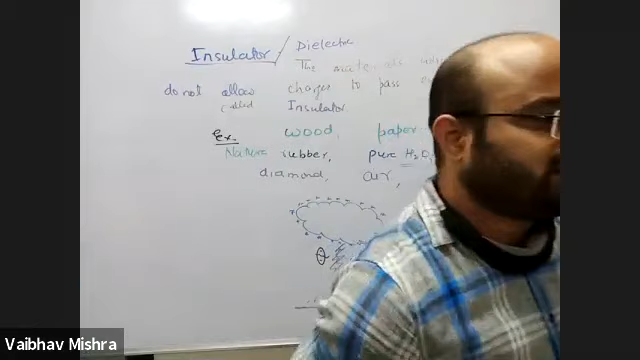 Insulator / Dielectric
The materials
do not allow charges to pass
called Insulator.
Ex. wood, paper
Nature rubber, pure H2O,
diamond, air,
Vaibhav Mishra